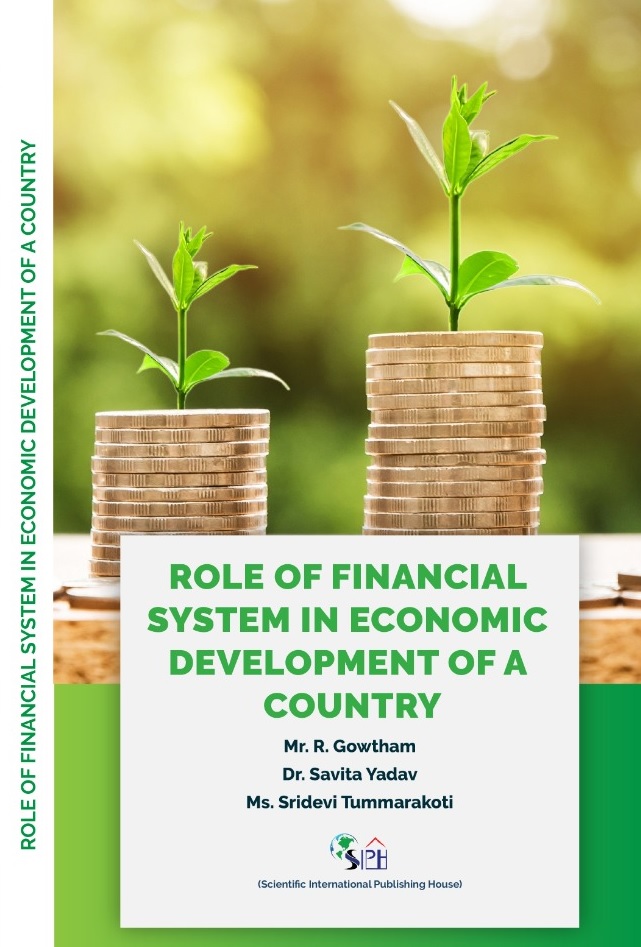 ROLE OF FINANCIAL SYSTEM IN ECONOMIC DEVELOPMENT OF A COUNTRY
ROLE OF FINANCIAL
SYSTEM IN ECONOMIC
DEVELOPMENT OF A
COUNTRY
Mr. R. Gowtham
Dr. Savita Yadav
Ms. Sridevi Tummarakoti
SIPH
(Scientific International Publishing House)